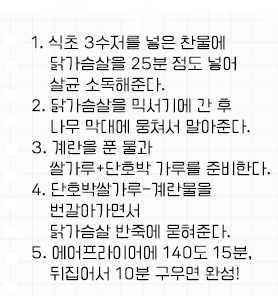 1. 식초 3수저를 넣은 찬물에
닭가슴살을 25분 정도 넣어
살균 소독해준다.
2. 닭가슴살을 믹서기에 간 후
나무 막대에 뭉쳐서 말아준다.
3. 계란을 푼 물과
쌀가루+단호박 가루를 준비한다.
4. 단호박쌀가루-계란물을
번갈아가면서
닭가슴살 반죽에 묻혀준다.
5. 에어프라이어에 140도 15분,
뒤집어서 10분 구우면 완성!